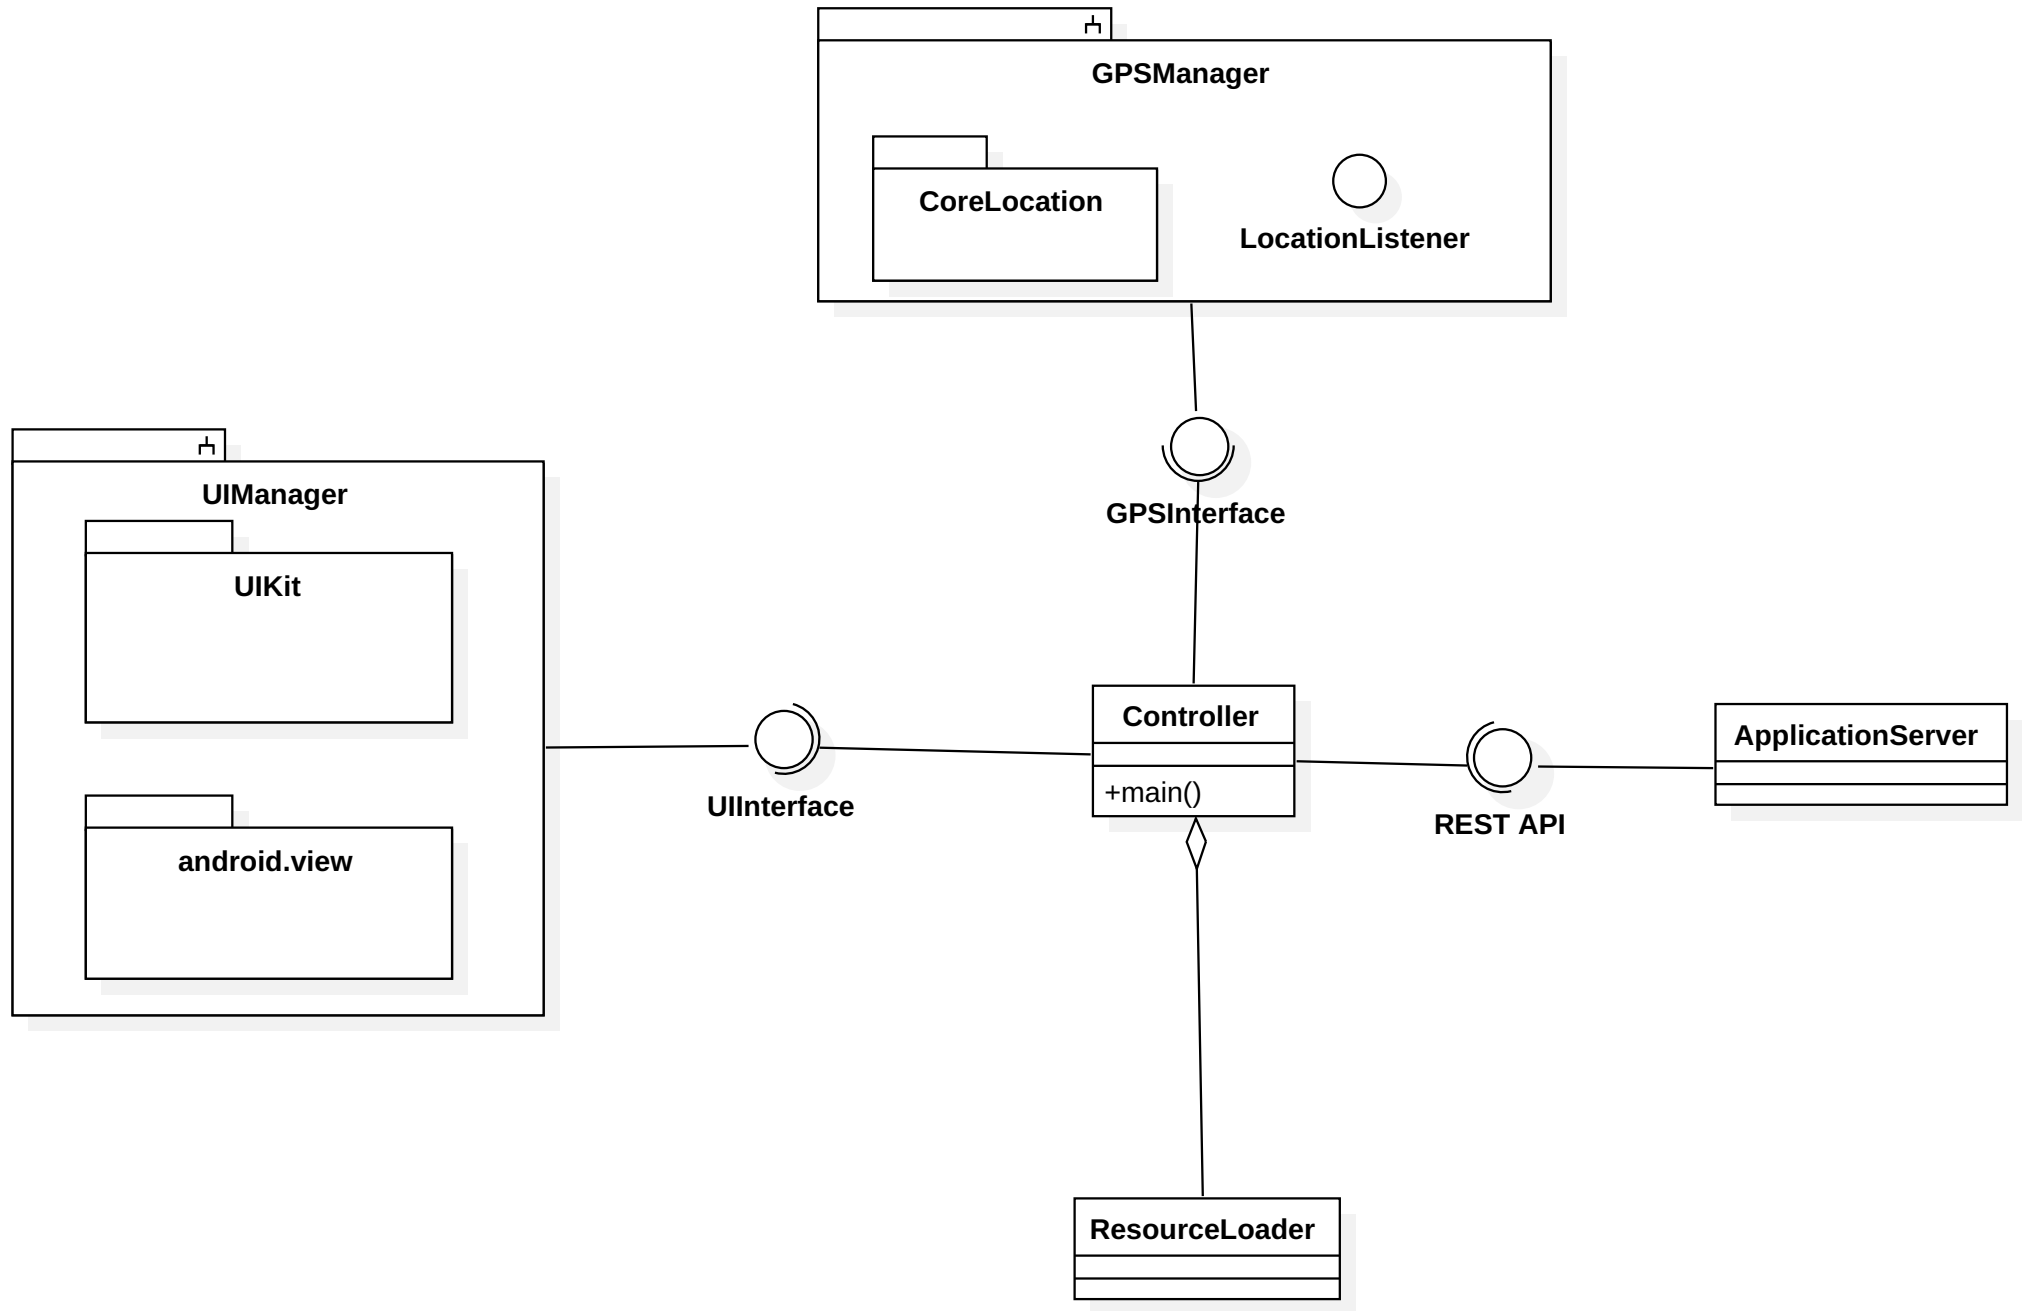 GPSManager
CoreLocation
LocationListener
GPSInterface
UIManager
UIKit
android.view
UIInterface
Controller
+main()
REST API
ApplicationServer
ResourceLoader